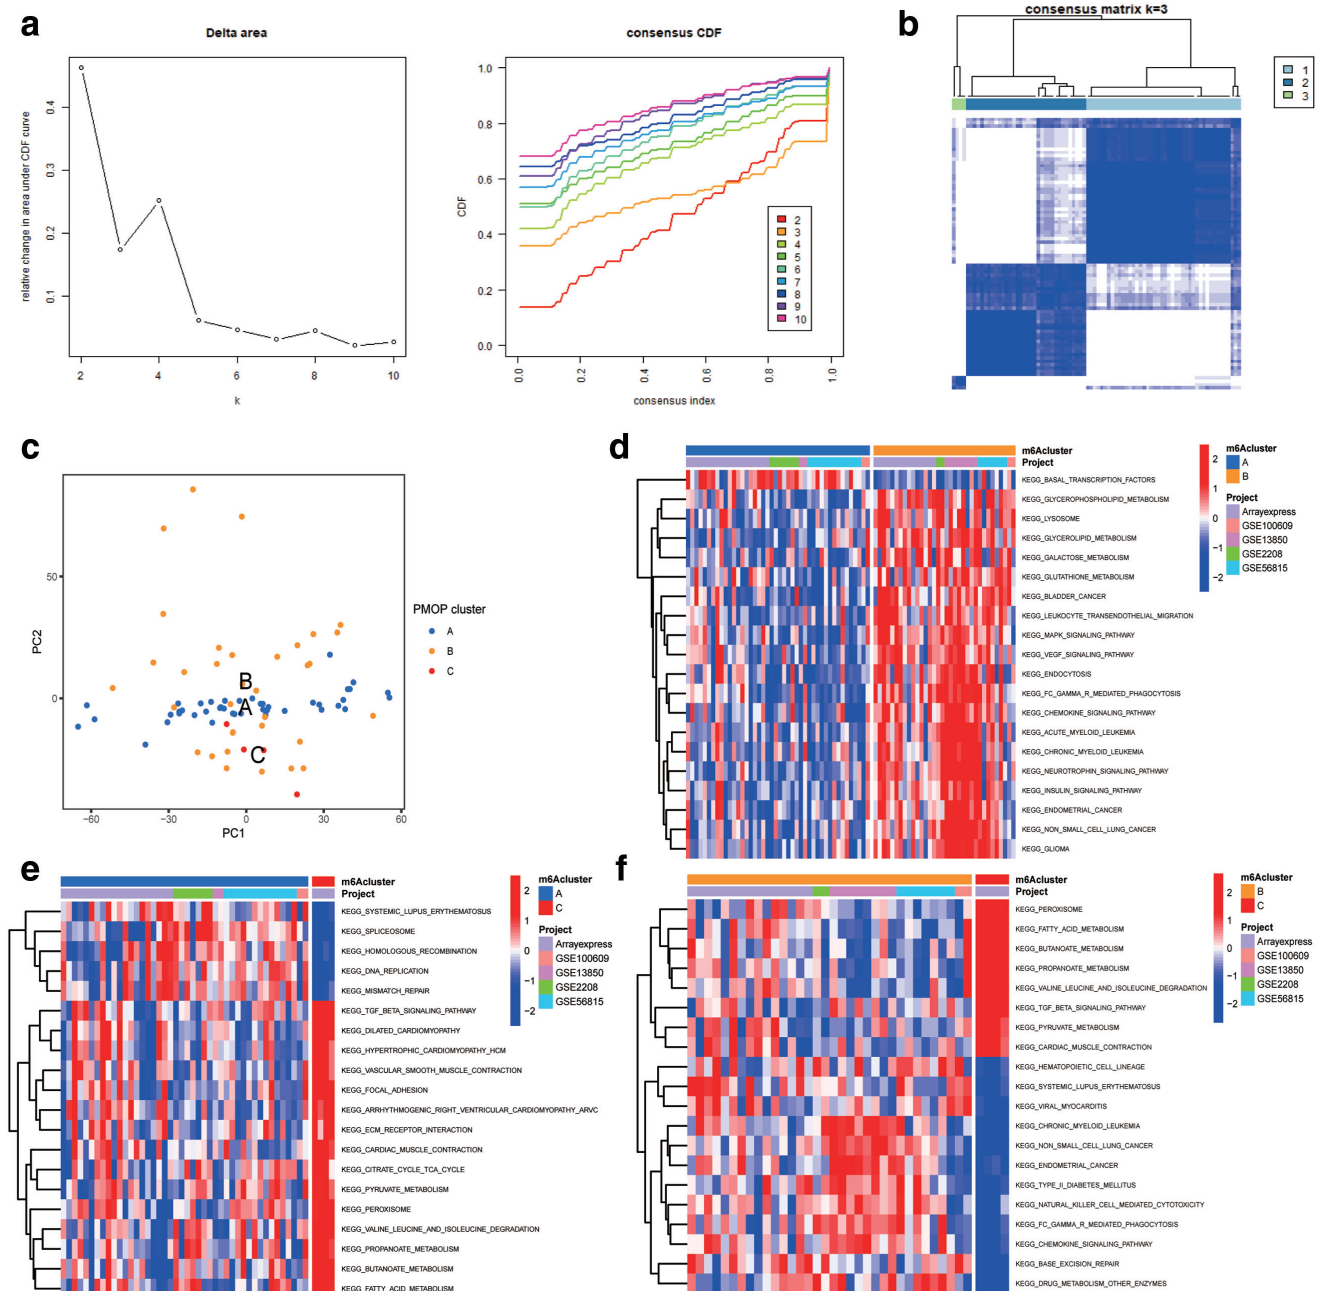 a
Delta area
relative change in area under CDF curve
0.4
0.3
0.2
0.1
2
4
6
8
10
k
consensus CDF
CDF
1.0
0.8
0.6
0.4
0.2
0.0
0.0
0.2
0.4
0.6
0.8
1.0
consensus index
2
3
4
5
6
7
8
9
10
b
consensus matrix k=3
1
2
3
c
PC2
50
0
−60
−30
0
30
60
PC1
B
A
C
PMOP cluster
A
B
C
d
m6Acluster
Project
KEGG_BASAL_TRANSCRIPTION_FACTORS
KEGG_GLYCEROPHOSPHOLIPID_METABOLISM
KEGG_LYSOSOME
KEGG_GLYCEROLIPID_METABOLISM
KEGG_GALACTOSE_METABOLISM
KEGG_GLUTATHIONE_METABOLISM
KEGG_BLADDER_CANCER
KEGG_LEUKOCYTE_TRANSENDOTHELIAL_MIGRATION
KEGG_MAPK_SIGNALING_PATHWAY
KEGG_VEGF_SIGNALING_PATHWAY
KEGG_ENDOCYTOSIS
KEGG_FC_GAMMA_R_MEDIATED_PHAGOCYTOSIS
KEGG_CHEMOKINE_SIGNALING_PATHWAY
KEGG_ACUTE_MYELOID_LEUKEMIA
KEGG_CHRONIC_MYELOID_LEUKEMIA
KEGG_NEUROTROPHIN_SIGNALING_PATHWAY
KEGG_INSULIN_SIGNALING_PATHWAY
KEGG_ENDOMETRIAL_CANCER
KEGG_NON_SMALL_CELL_LUNG_CANCER
KEGG_GLIOMA
2
1
0
−1
−2
m6Acluster
A
B
Project
Arrayexpress
GSE100609
GSE13850
GSE2208
GSE56815
e
m6Acluster
Project
KEGG_SYSTEMIC_LUPUS_ERYTHEMATOSUS
KEGG_SPLICEOSOME
KEGG_HOMOLOGOUS_RECOMBINATION
KEGG_DNA_REPLICATION
KEGG_MISMATCH_REPAIR
KEGG_TGF_BETA_SIGNALING_PATHWAY
KEGG_DILATED_CARDIOMYOPATHY
KEGG_HYPERTROPHIC_CARDIOMYOPATHY_HCM
KEGG_VASCULAR_SMOOTH_MUSCLE_CONTRACTION
KEGG_FOCAL_ADHESION
KEGG_ARRHYTHMOGENIC_RIGHT_VENTRICULAR_CARDIOMYOPATHY_ARVC
KEGG_ECM_RECEPTOR_INTERACTION
KEGG_CARDIAC_MUSCLE_CONTRACTION
KEGG_CITRATE_CYCLE_TCA_CYCLE
KEGG_PYRUVATE_METABOLISM
KEGG_PEROXISOME
KEGG_VALINE_LEUCINE_AND_ISOLEUCINE_DEGRADATION
KEGG_PROPANOATE_METABOLISM
KEGG_BUTANOATE_METABOLISM
KEGG_FATTY_ACID_METABOLISM
2
1
0
−1
−2
m6Acluster
A
C
Project
Arrayexpress
GSE100609
GSE13850
GSE2208
GSE56815
f
m6Acluster
Project
KEGG_PEROXISOME
KEGG_FATTY_ACID_METABOLISM
KEGG_BUTANOATE_METABOLISM
KEGG_PROPANOATE_METABOLISM
KEGG_VALINE_LEUCINE_AND_ISOLEUCINE_DEGRADATION
KEGG_TGF_BETA_SIGNALING_PATHWAY
KEGG_PYRUVATE_METABOLISM
KEGG_CARDIAC_MUSCLE_CONTRACTION
KEGG_HEMATOPOIETIC_CELL_LINEAGE
KEGG_SYSTEMIC_LUPUS_ERYTHEMATOSUS
KEGG_VIRAL_MYOCARDITIS
KEGG_CHRONIC_MYELOID_LEUKEMIA
KEGG_NON_SMALL_CELL_LUNG_CANCER
KEGG_ENDOMETRIAL_CANCER
KEGG_TYPE_II_DIABETES_MELLITUS
KEGG_NATURAL_KILLER_CELL_MEDIATED_CYTOTOXICITY
KEGG_FC_GAMMA_R_MEDIATED_PHAGOCYTOSIS
KEGG_CHEMOKINE_SIGNALING_PATHWAY
KEGG_BASE_EXCISION_REPAIR
KEGG_DRUG_METABOLISM_OTHER_ENZYMES
2
1
0
−1
−2
m6Acluster
B
C
Project
Arrayexpress
GSE100609
GSE13850
GSE2208
GSE56815